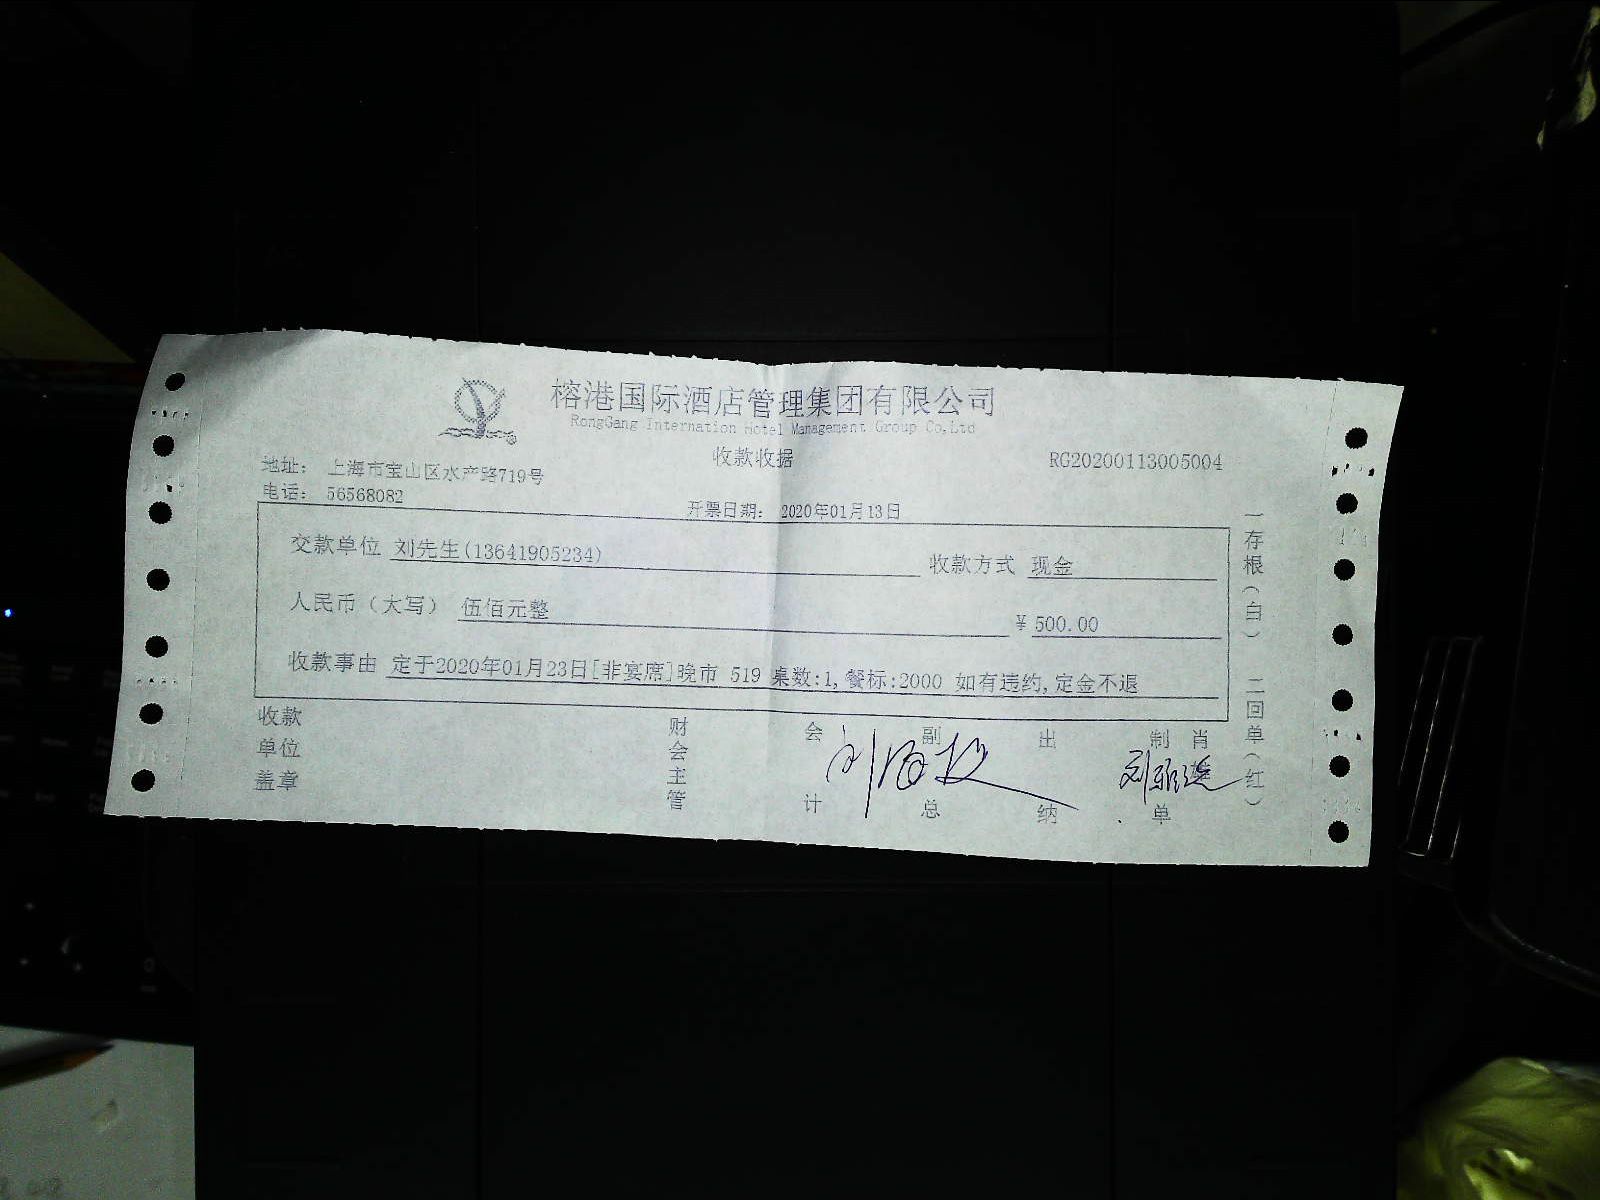 榕港国际酒店管理集团有限公司
RongGang Internation Hotel Management Group Co,Ltd
收款收据
RG20200113005004
地址： 上海市宝山区水产路719号
电话： 56568082
开票日期： 2020年01月13日
交款单位 刘先生(13641905234)
收款方式 现金
人民币（大写） 伍佰元整
¥ 500.00
收款事由 定于2020年01月23日[非宴席]晚市 519 桌数:1,餐标:2000 如有违约,定金不退
一存根（白） 二回单（红）
收款单位盖章
财会主管
会计
副总
出纳
制单
肖